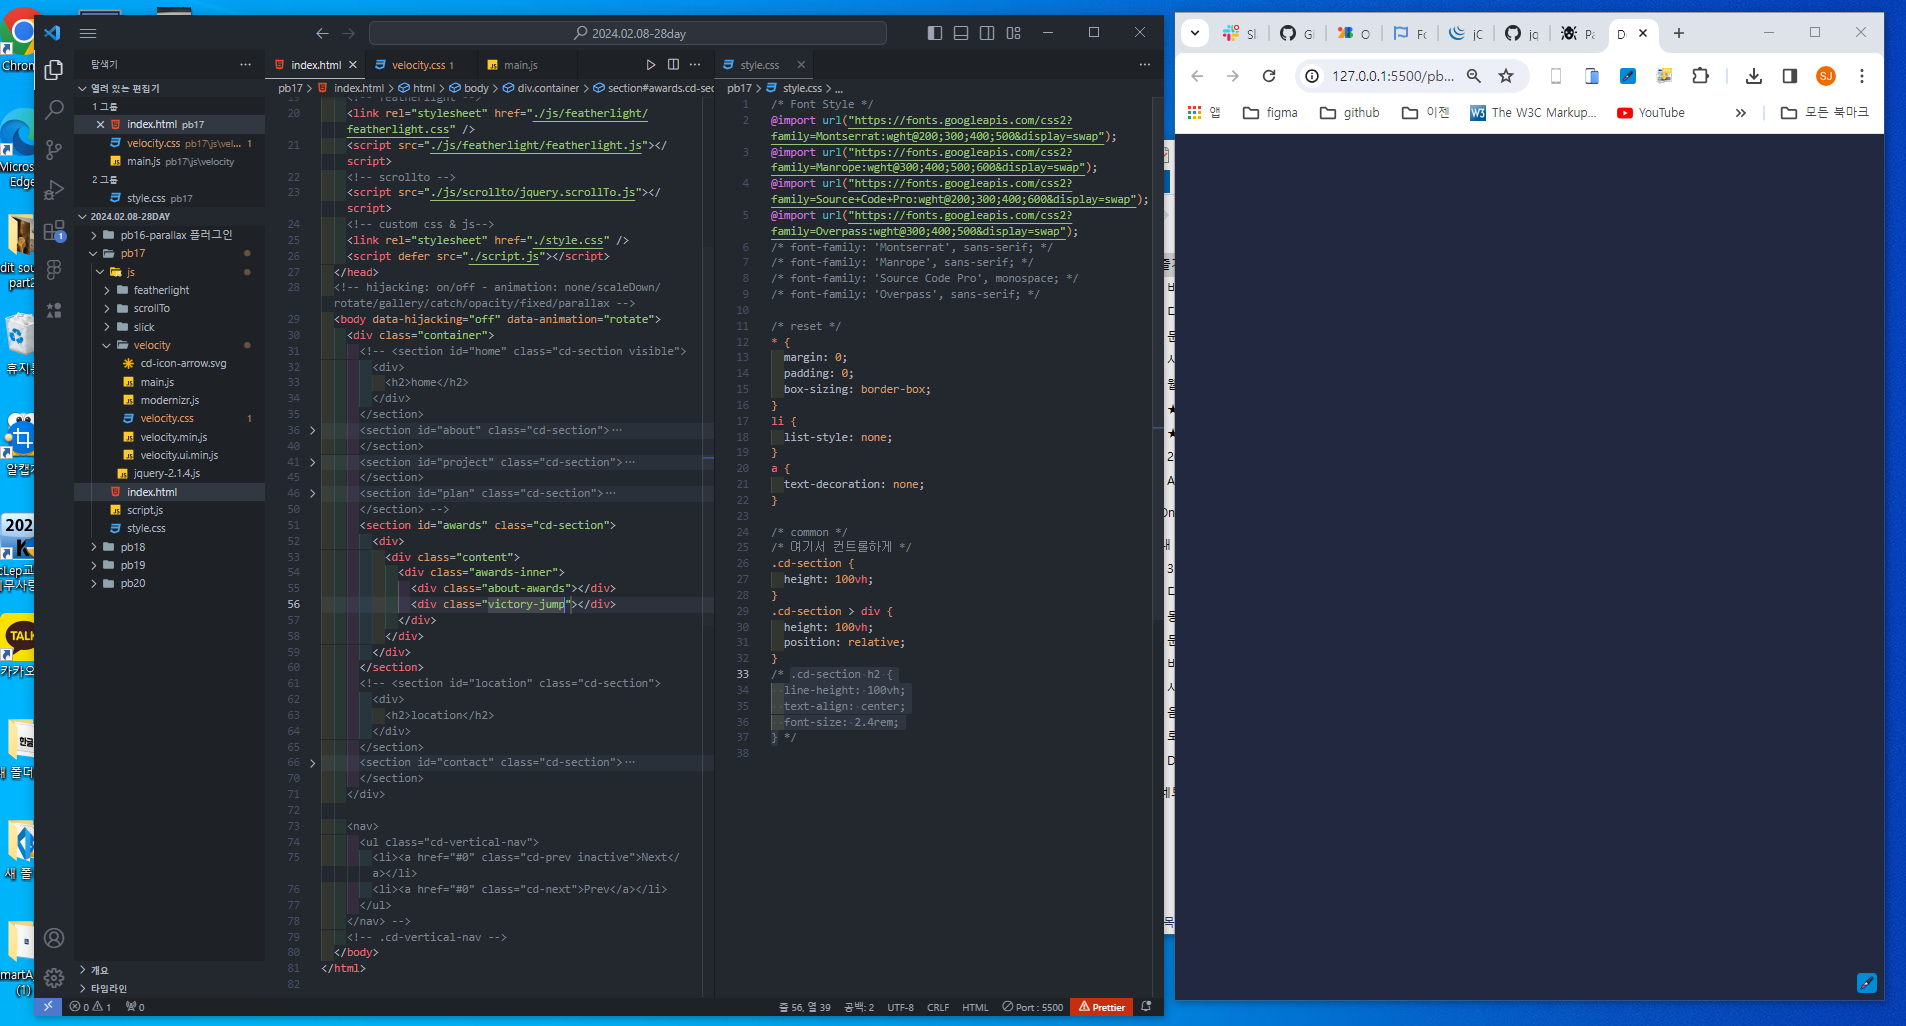 2024.02.08-28day
탐색기
열려 있는 편집기
1 그룹
index.html pb17
velocity.css pb17\js\vel... 1
main.js pb17\js\velocity
2 그룹
style.css pb17
2024.02.08-28DAY
pb16-parallax 플러그인
pb17
js
featherlight
scrollTo
slick
velocity
cd-icon-arrow.svg
main.js
modernizr.js
velocity.css 1
velocity.min.js
velocity.ui.min.js
jquery-2.1.4.js
index.html
script.js
style.css
pb18
pb19
pb20
개요
타임라인
index.html
velocity.css 1
main.js
pb17 > index.html > html > body > div.container > section#awards.cd-sec
19 <!-- featherlight -->
20 <link rel="stylesheet" href="./js/featherlight/
featherlight.css" />
21 <script src="./js/featherlight/featherlight.js"></
script>
22 <!-- scrollto -->
23 <script src="./js/scrollto/jquery.scrollTo.js"></
script>
24 <!-- custom css & js-->
25 <link rel="stylesheet" href="./style.css" />
26 <script defer src="./script.js"></script>
27 </head>
28 <!-- hijacking: on/off - animation: none/scaleDown/
rotate/gallery/catch/opacity/fixed/parallax -->
29 <body data-hijacking="off" data-animation="rotate">
30 <div class="container">
31 <!-- <section id="home" class="cd-section visible">
32 <div>
33 <h2>home</h2>
34 </div>
35 </section>
36 <section id="about" class="cd-section">...
40 </section>
41 <section id="project" class="cd-section">...
45 </section>
46 <section id="plan" class="cd-section">...
50 </section> -->
51 <section id="awards" class="cd-section">
52 <div>
53 <div class="content">
54 <div class="awards-inner">
55 <div class="about-awards"></div>
56 <div class="victory-jump"></div>
57 </div>
58 </div>
59 </div>
60 </section>
61 <!-- <section id="location" class="cd-section">
62 <div>
63 <h2>location</h2>
64 </div>
65 </section>
66 <section id="contact" class="cd-section">...
70 </section>
71 </div>
72
73 <nav>
74 <ul class="cd-vertical-nav">
75 <li><a href="#0" class="cd-prev inactive">Next</
a></li>
76 <li><a href="#0" class="cd-next">Prev</a></li>
77 </ul>
78 </nav> -->
79 <!-- .cd-vertical-nav -->
80 </body>
81 </html>
82
style.css
pb17 > style.css > ...
1 /* Font Style */
2 @import url("https://fonts.googleapis.com/css2?
family=Montserrat:wght@200;300;400;500&display=swap");
3 @import url("https://fonts.googleapis.com/css2?
family=Manrope:wght@300;400;500;600&display=swap");
4 @import url("https://fonts.googleapis.com/css2?
family=Source+Code+Pro:wght@200;300;400;600&display=swap");
5 @import url("https://fonts.googleapis.com/css2?
family=Overpass:wght@300;400;500&display=swap");
6 /* font-family: 'Montserrat', sans-serif; */
7 /* font-family: 'Manrope', sans-serif; */
8 /* font-family: 'Source Code Pro', monospace; */
9 /* font-family: 'Overpass', sans-serif; */
10
11 /* reset */
12 * {
13 margin: 0;
14 padding: 0;
15 box-sizing: border-box;
16 }
17 li {
18 list-style: none;
19 }
20 a {
21 text-decoration: none;
22 }
23
24 /* common */
25 /* 여기서 컨트롤하게 */
26 .cd-section {
27 height: 100vh;
28 }
29 .cd-section > div {
30 height: 100vh;
31 position: relative;
32 }
33 /* .cd-section h2 {
34 line-height: 100vh;
35 text-align: center;
36 font-size: 2.4rem;
37 } */
38
0 1 0
줄 56, 열 39 공백: 2 UTF-8 CRLF HTML Port : 5500 Prettier
127.0.0.1:5500/pb...
SJ
앱 figma github 이젠 The W3C Markup... YouTube 모든 북마크